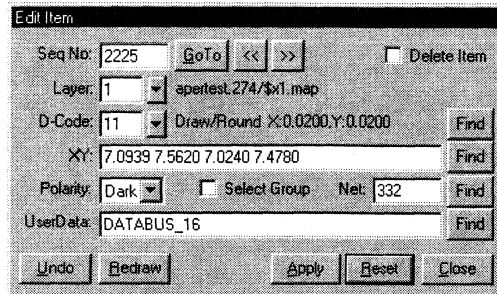 Edit Item
Seq No: 2225 GoTo << >> Delete Item
Layer: 1 apertest.274/$x1.map
D-Code: 11 Draw/Round X:0.0200,Y:0.0200 Find
XY: 7.0939 7.5620 7.0240 7.4780 Find
Polarity: Dark Select Group Net: 332 Find
UserData: DATABUS_16 Find
Undo Redraw Apply Reset Close